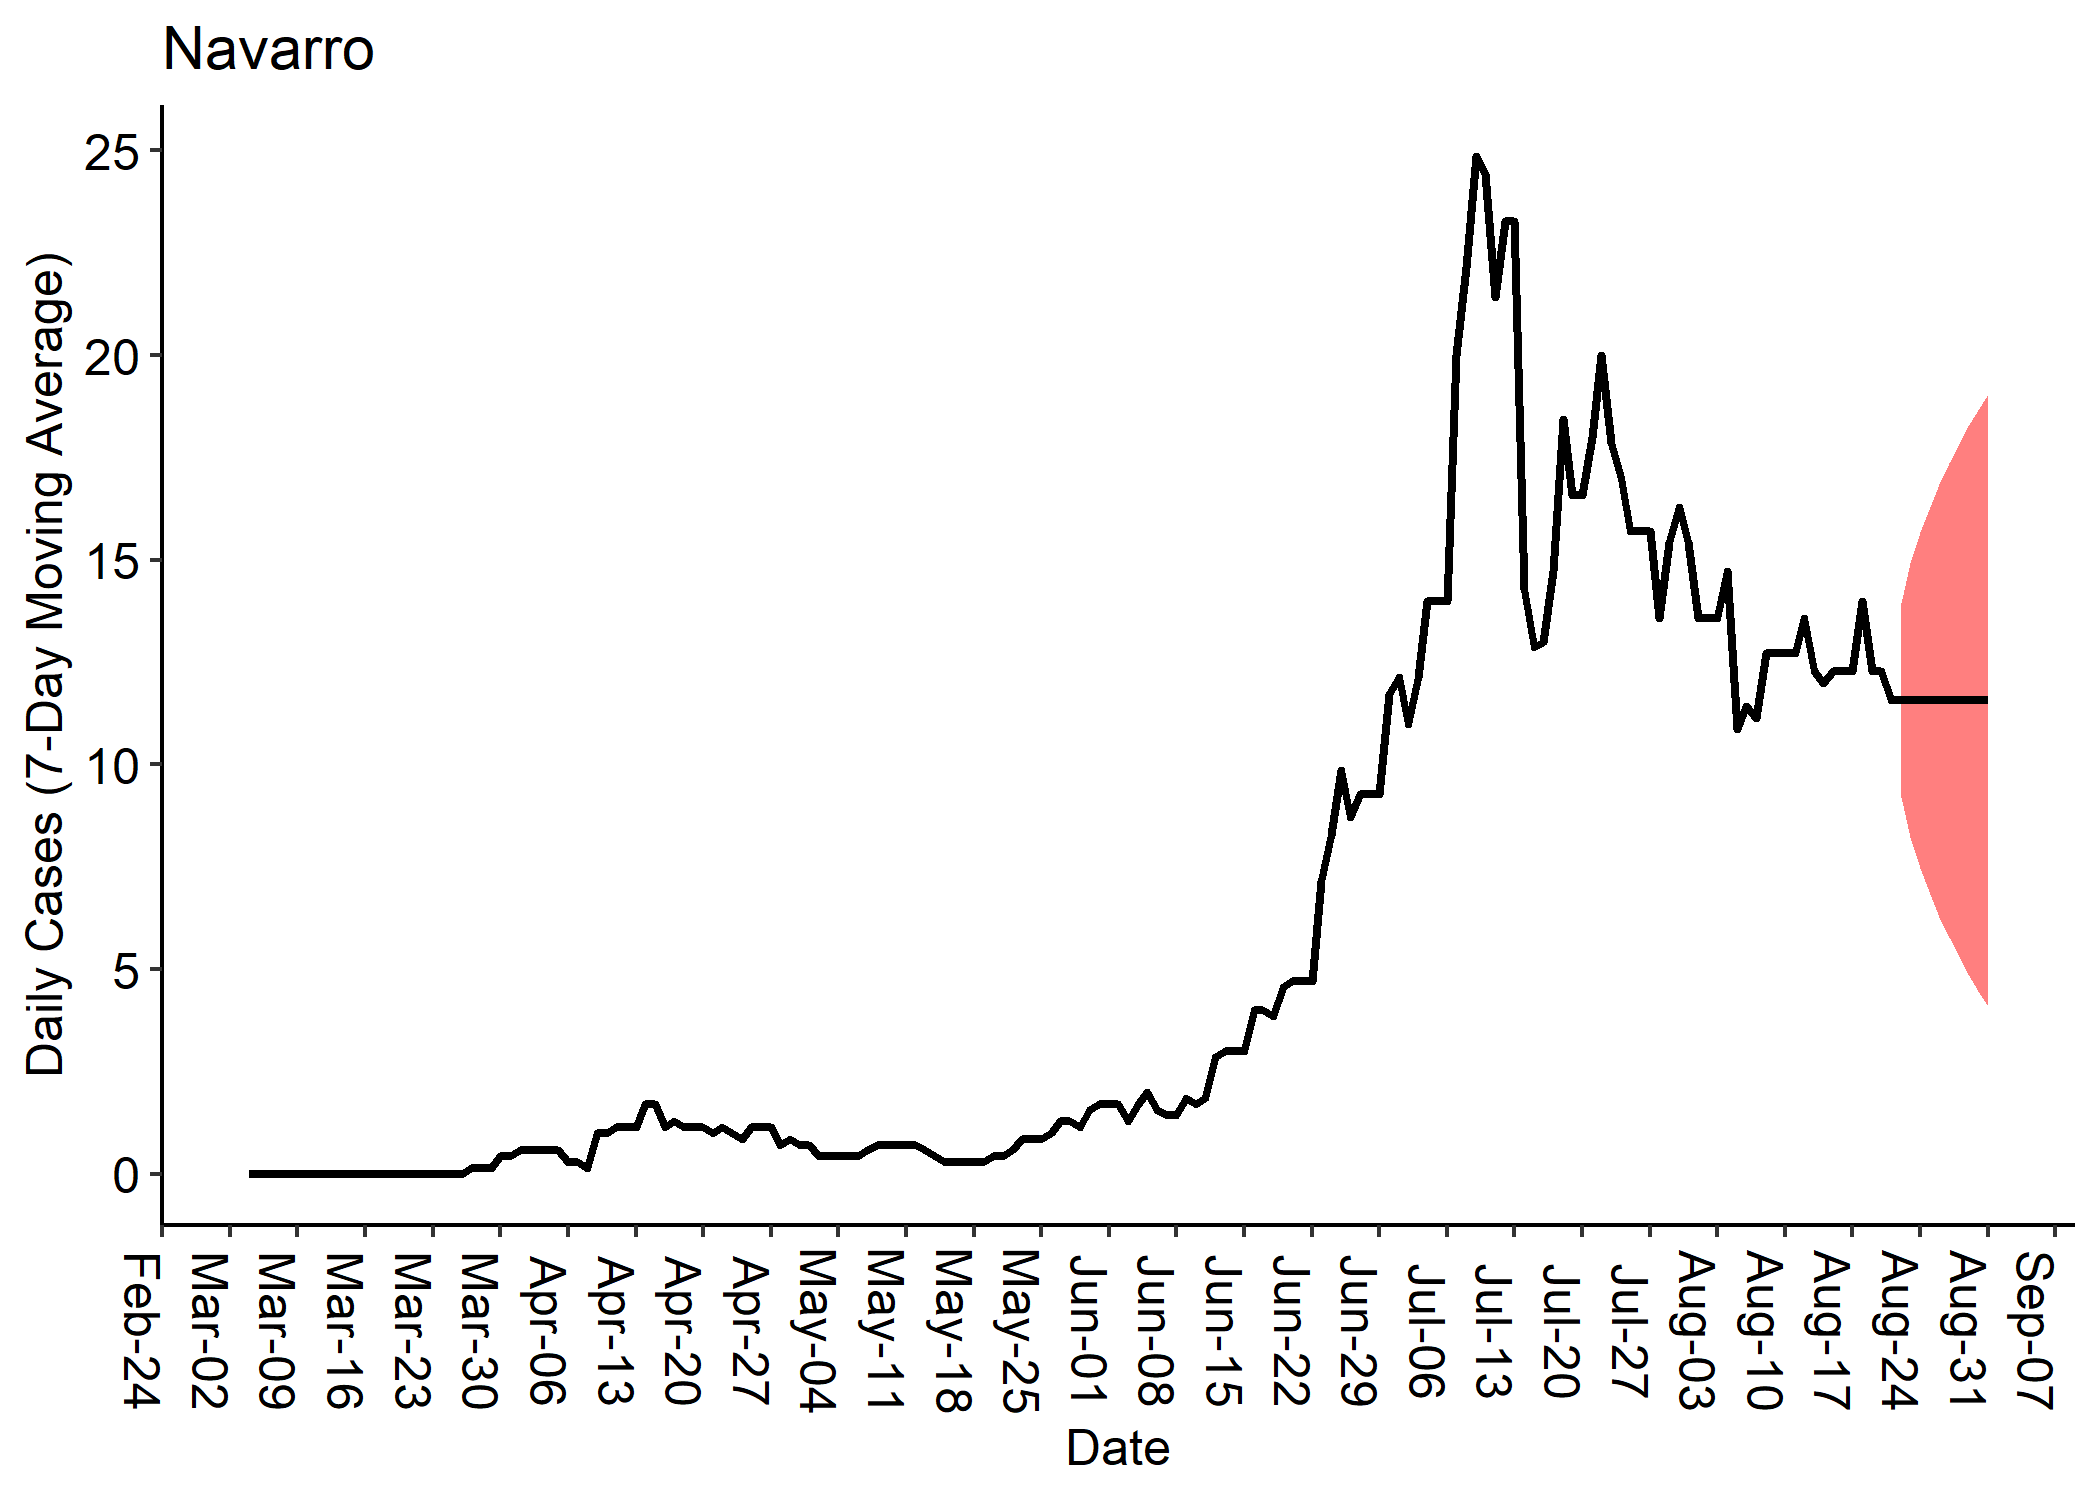 Navarro
Daily Cases (7-Day Moving Average)
25
20
15
10
5
0
Feb-24
Mar-02
Mar-09
Mar-16
Mar-23
Mar-30
Apr-06
Apr-13
Apr-20
Apr-27
May-04
May-11
May-18
May-25
Jun-01
Jun-08
Jun-15
Jun-22
Jun-29
Jul-06
Jul-13
Jul-20
Jul-27
Aug-03
Aug-10
Aug-17
Aug-24
Aug-31
Sep-07
Date